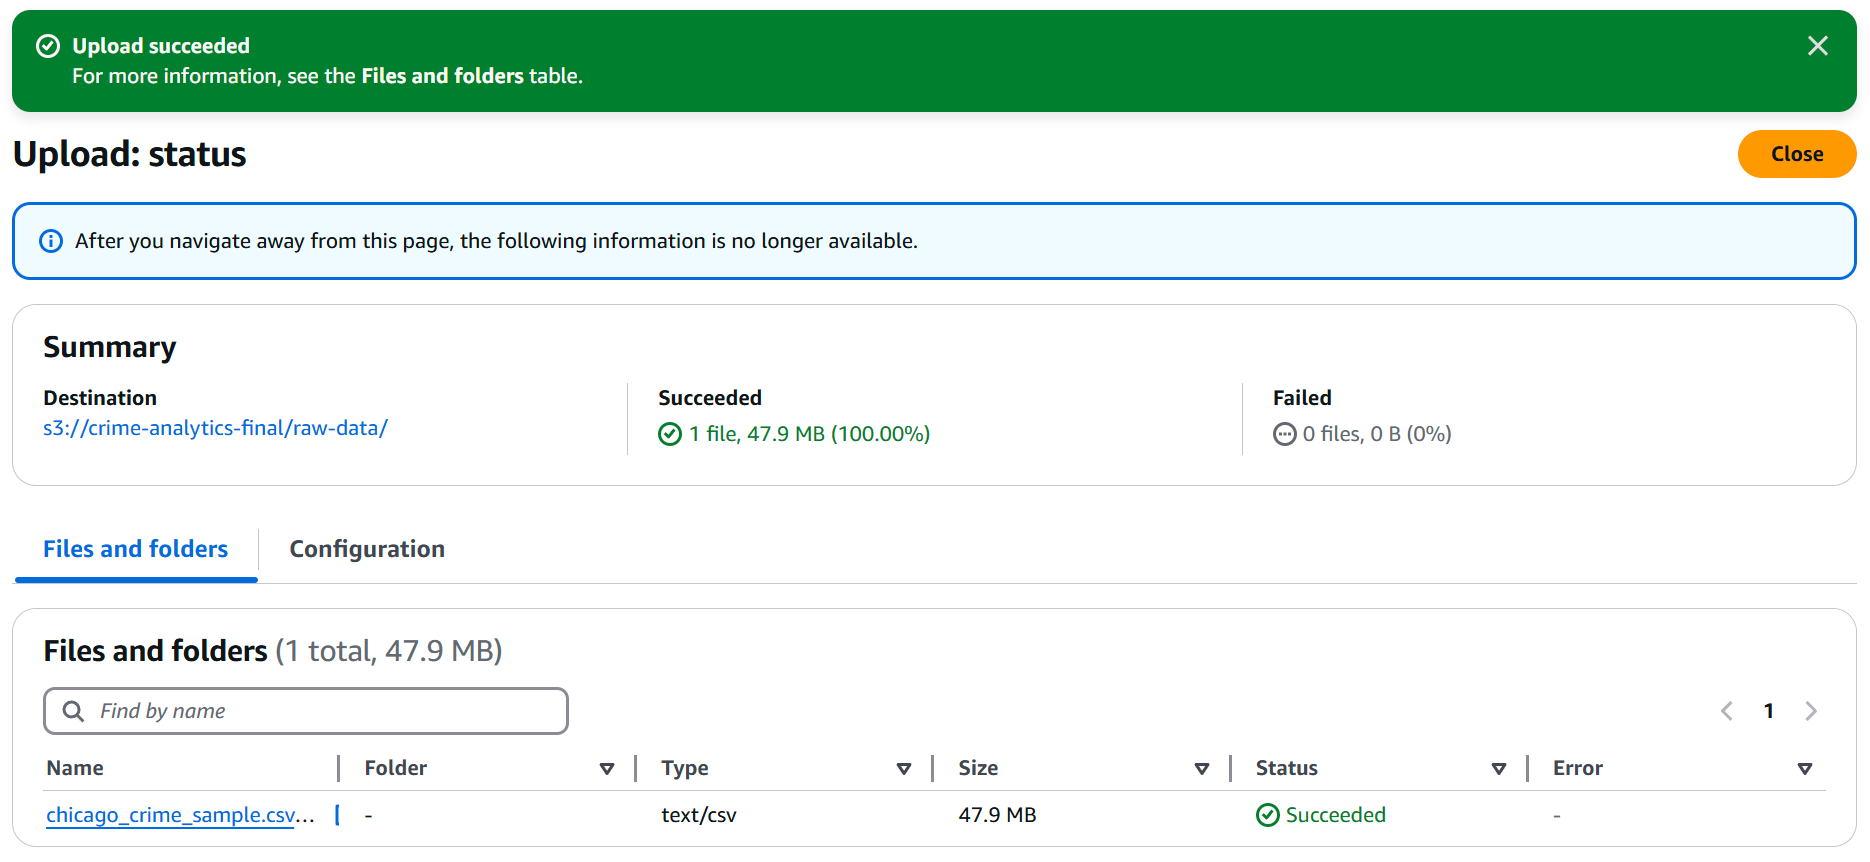 Upload succeeded
For more information, see the Files and folders table.
Upload: status
Close
After you navigate away from this page, the following information is no longer available.
Summary
Destination
s3://crime-analytics-final/raw-data/
Succeeded
1 file, 47.9 MB (100.00%)
Failed
0 files, 0 B (0%)
Files and folders
Configuration
Files and folders (1 total, 47.9 MB)
Find by name
1
Name Folder Type Size Status Error
chicago_crime_sample.csv... - text/csv 47.9 MB Succeeded -